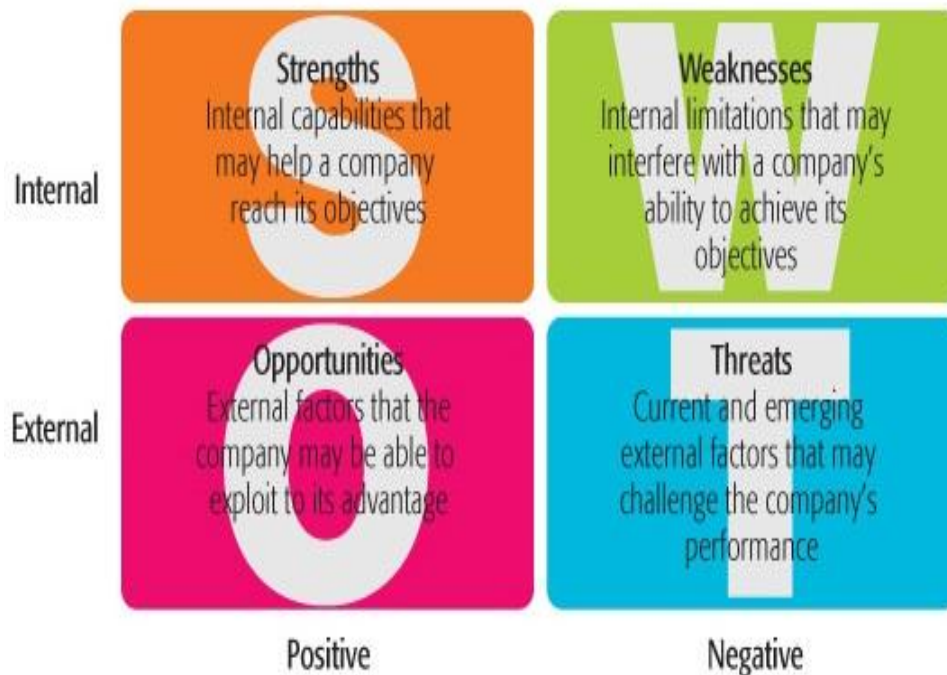 Internal
S
Strengths
Internal capabilities that
may help a company
reach its objectives
W
Weaknesses
Internal limitations that may
interfere with a company's
ability to achieve its
objectives
External
O
Opportunities
External factors that the
company may be able to
exploit to its advantage
T
Threats
Current and emerging
external factors that may
challenge the company's
performance
Positive
Negative